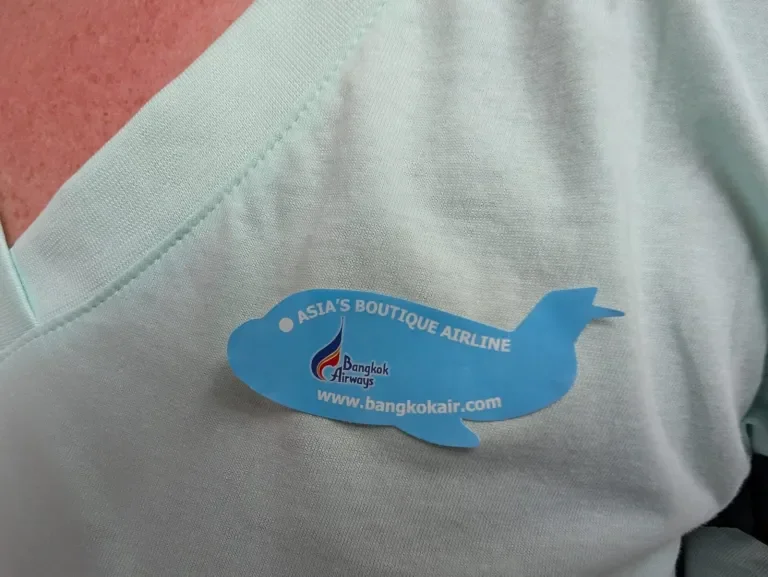 ASIA'S BOUTIQUE AIRLINE
Bangkok
Airways
www.bangkokair.com